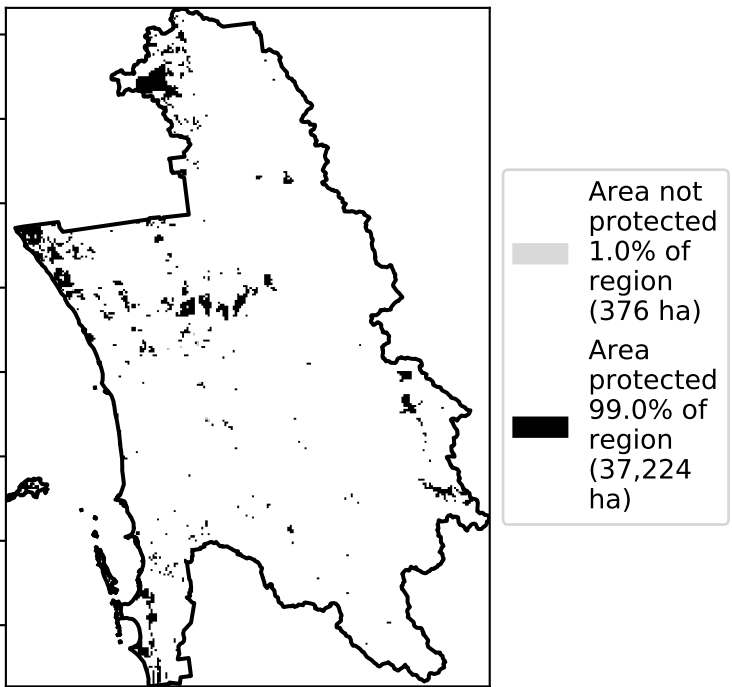 Area not
protected
1.0% of
region
(376 ha)
Area
protected
99.0% of
region
(37,224
ha)